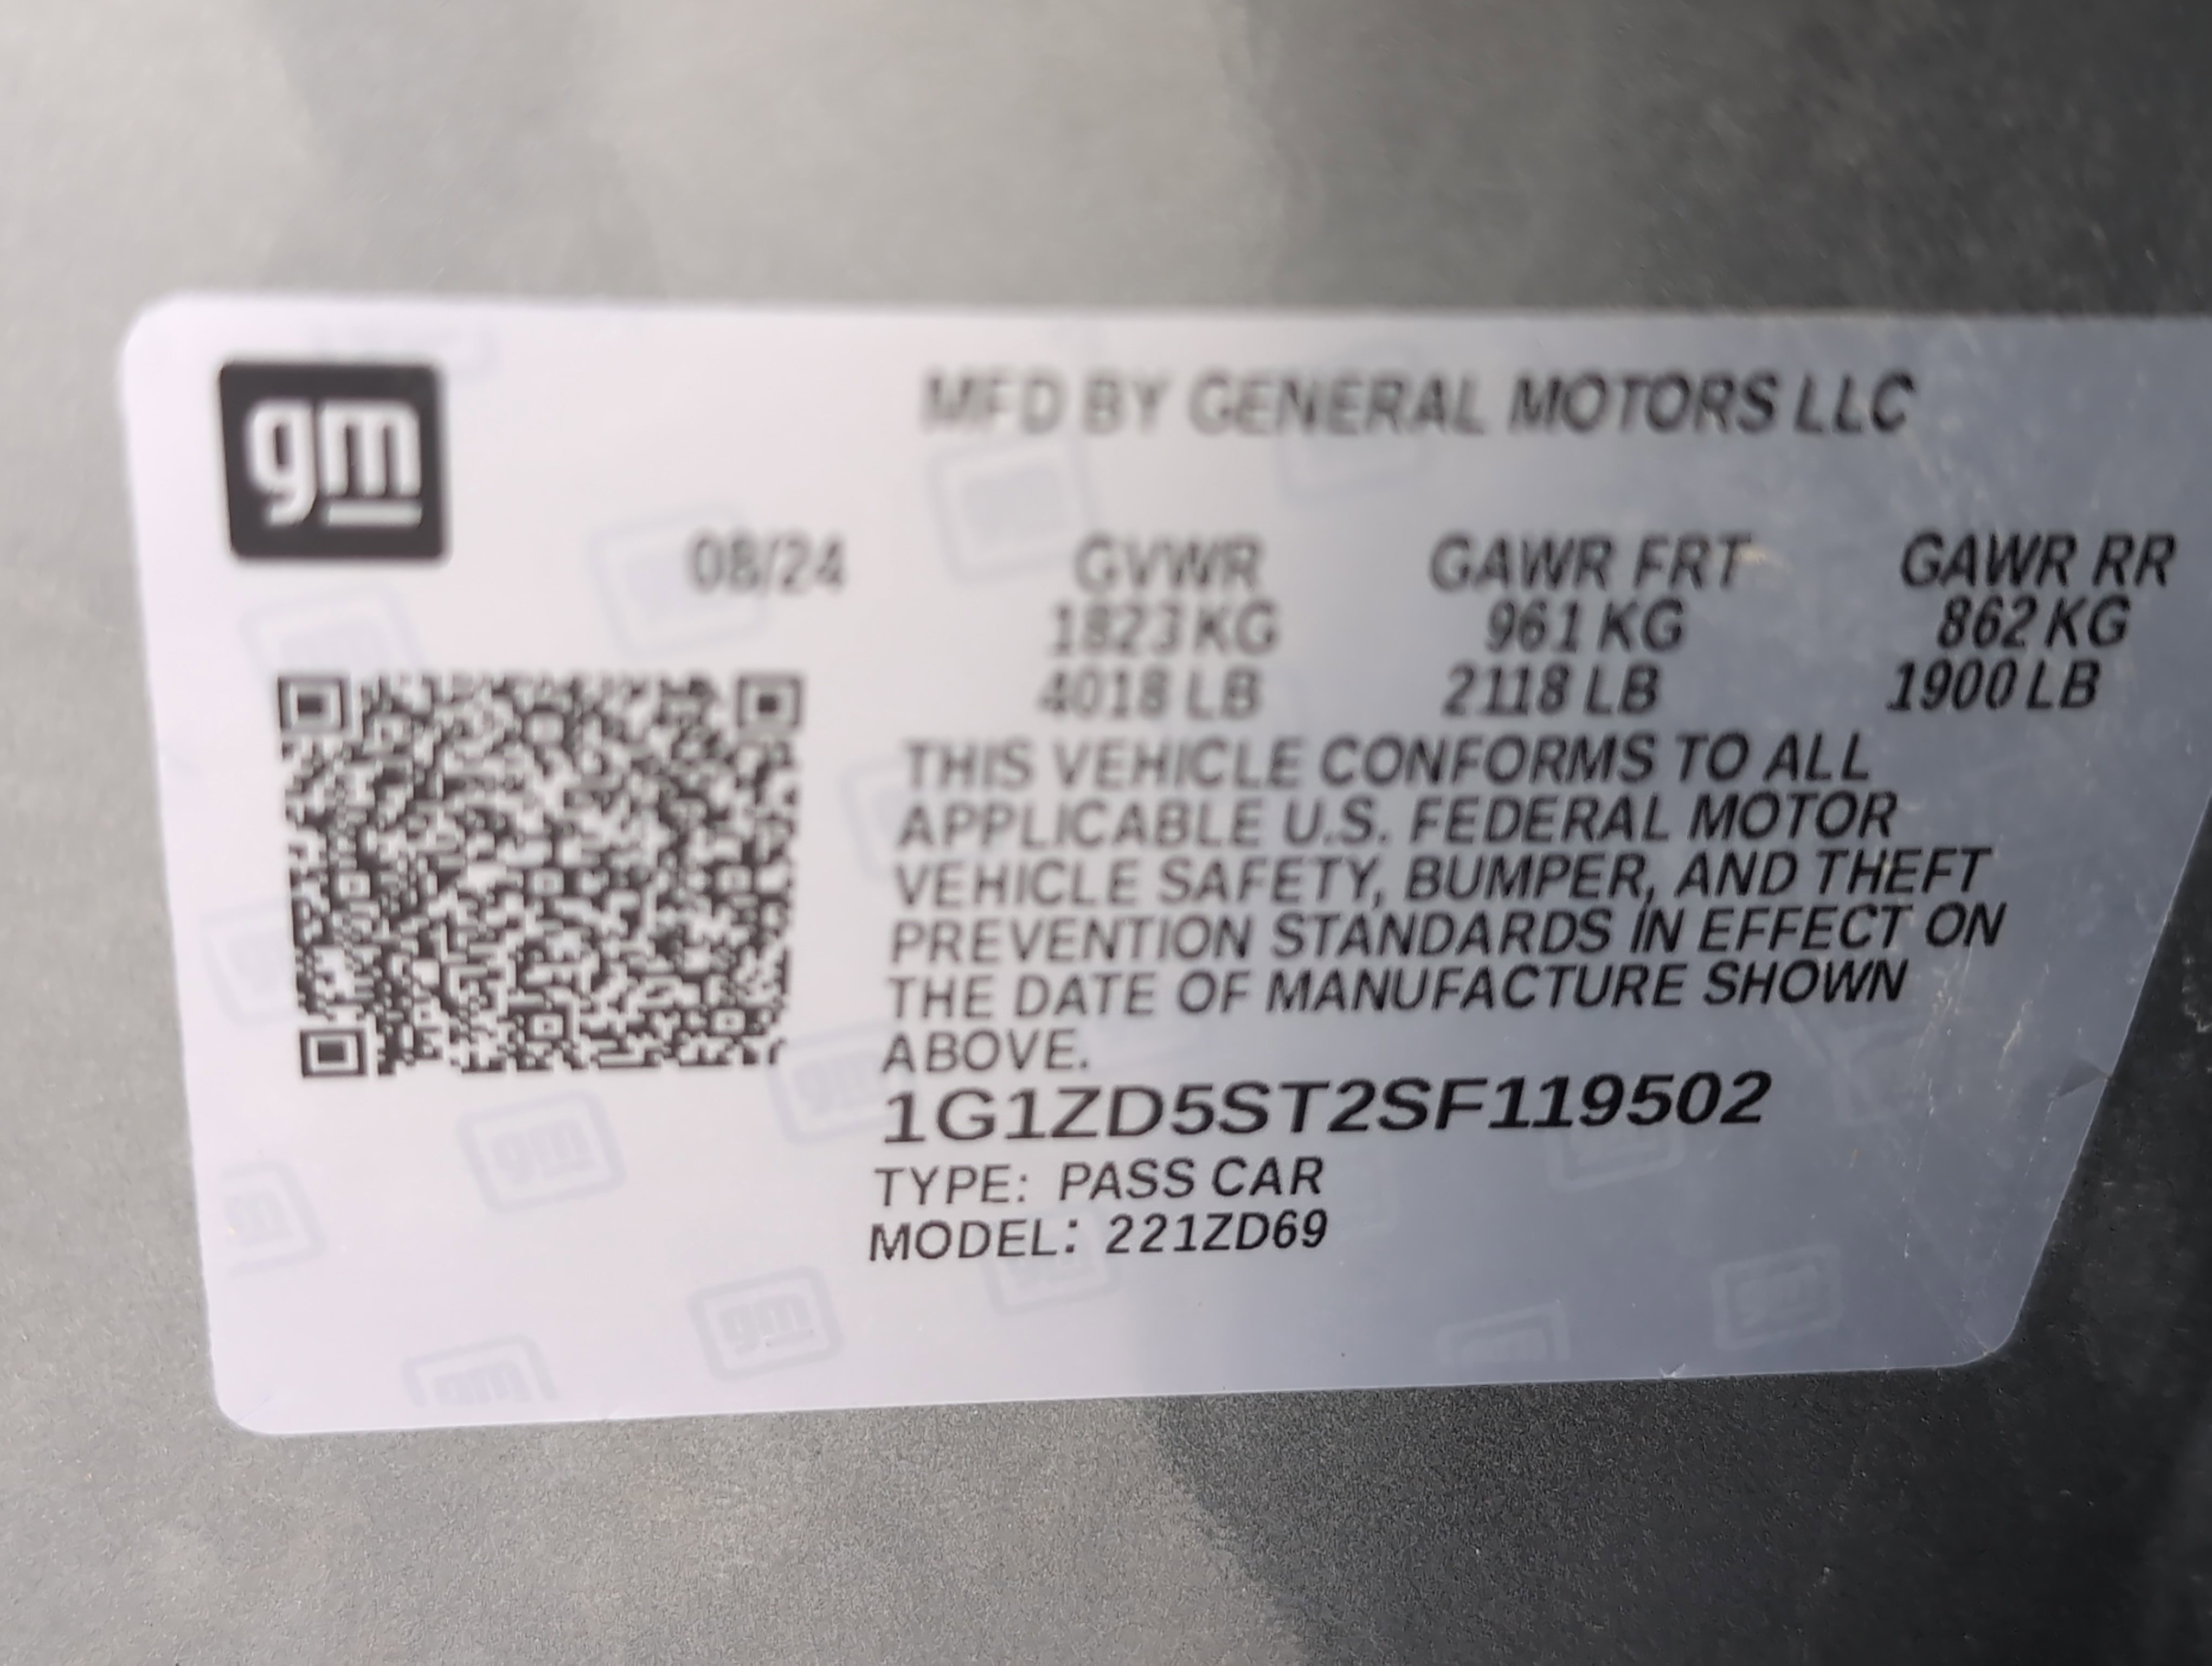 gm
MFD BY GENERAL MOTORS LLC
08/24 GVWR GAWR FRT GAWR RR
1823 KG 961 KG 862 KG
4018 LB 2118 LB 1900 LB
THIS VEHICLE CONFORMS TO ALL
APPLICABLE U.S. FEDERAL MOTOR
VEHICLE SAFETY, BUMPER, AND THEFT
PREVENTION STANDARDS IN EFFECT ON
THE DATE OF MANUFACTURE SHOWN
ABOVE.
1G1ZD5ST2SF119502
TYPE: PASS CAR
MODEL: 221ZD69